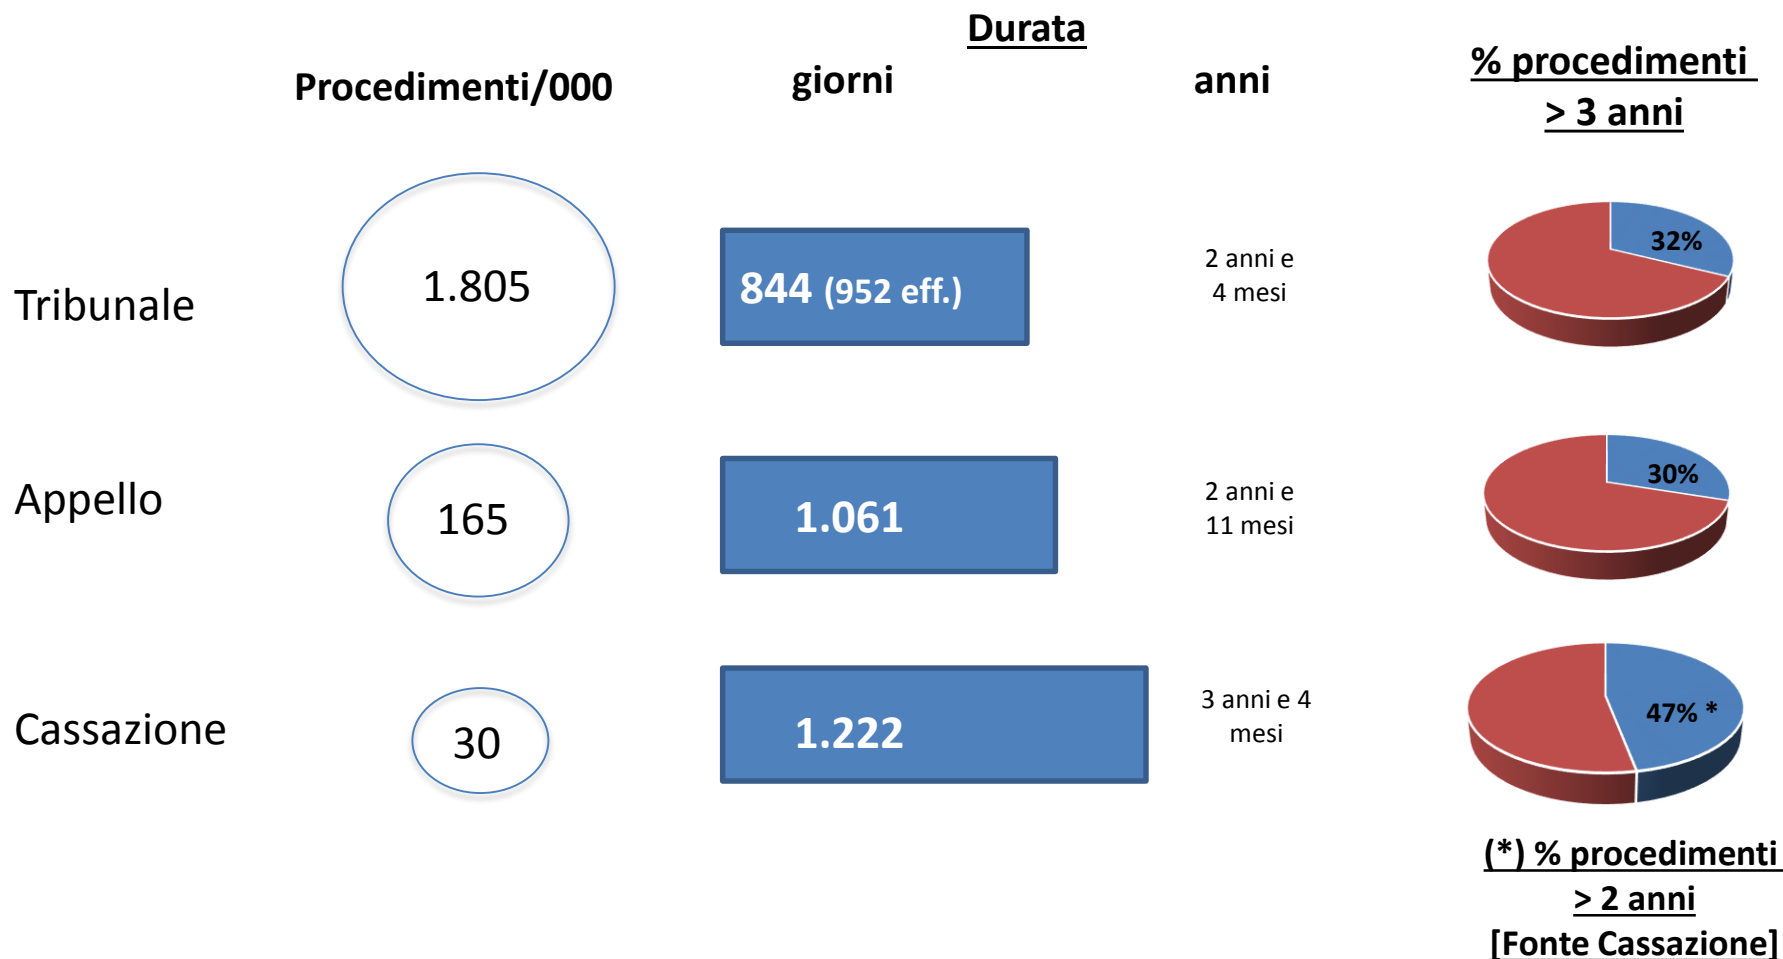 Durata
Procedimenti/000
giorni
anni
% procedimenti
> 3 anni
Tribunale
1.805
844 (952 eff.)
2 anni e
4 mesi
32%
Appello
165
1.061
2 anni e
11 mesi
30%
Cassazione
30
1.222
3 anni e 4
mesi
47% *
(*) % procedimenti
> 2 anni
[Fonte Cassazione]